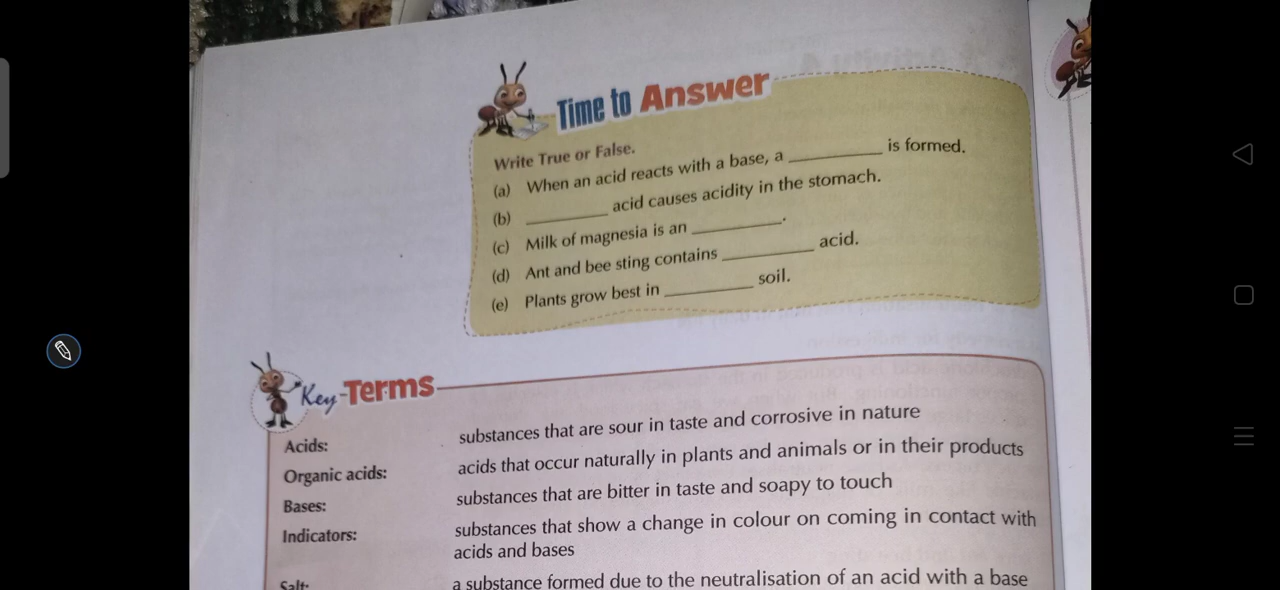 Time to Answer
Write True or False.
(a) When an acid reacts with a base, a __________ is formed.
(b) __________ acid causes acidity in the stomach.
(c) Milk of magnesia is an __________.
(d) Ant and bee sting contains __________ acid.
(e) Plants grow best in __________ soil.
Key-Terms
Acids: substances that are sour in taste and corrosive in nature
Organic acids: acids that occur naturally in plants and animals or in their products
Bases: substances that are bitter in taste and soapy to touch
Indicators: substances that show a change in colour on coming in contact with
acids and bases
Salt: a substance formed due to the neutralisation of an acid with a base